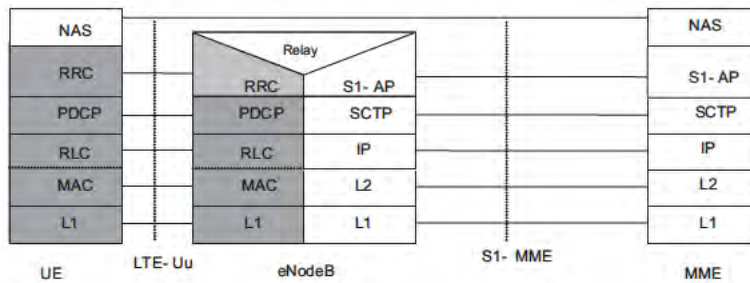 NAS
NAS
Relay
RRC
RRC
S1- AP
S1- AP
PDCP
PDCP
SCTP
SCTP
RLC
RLC
IP
IP
MAC
MAC
L2
L2
L1
L1
L1
L1
UE
LTE- Uu
eNodeB
S1- MME
MME